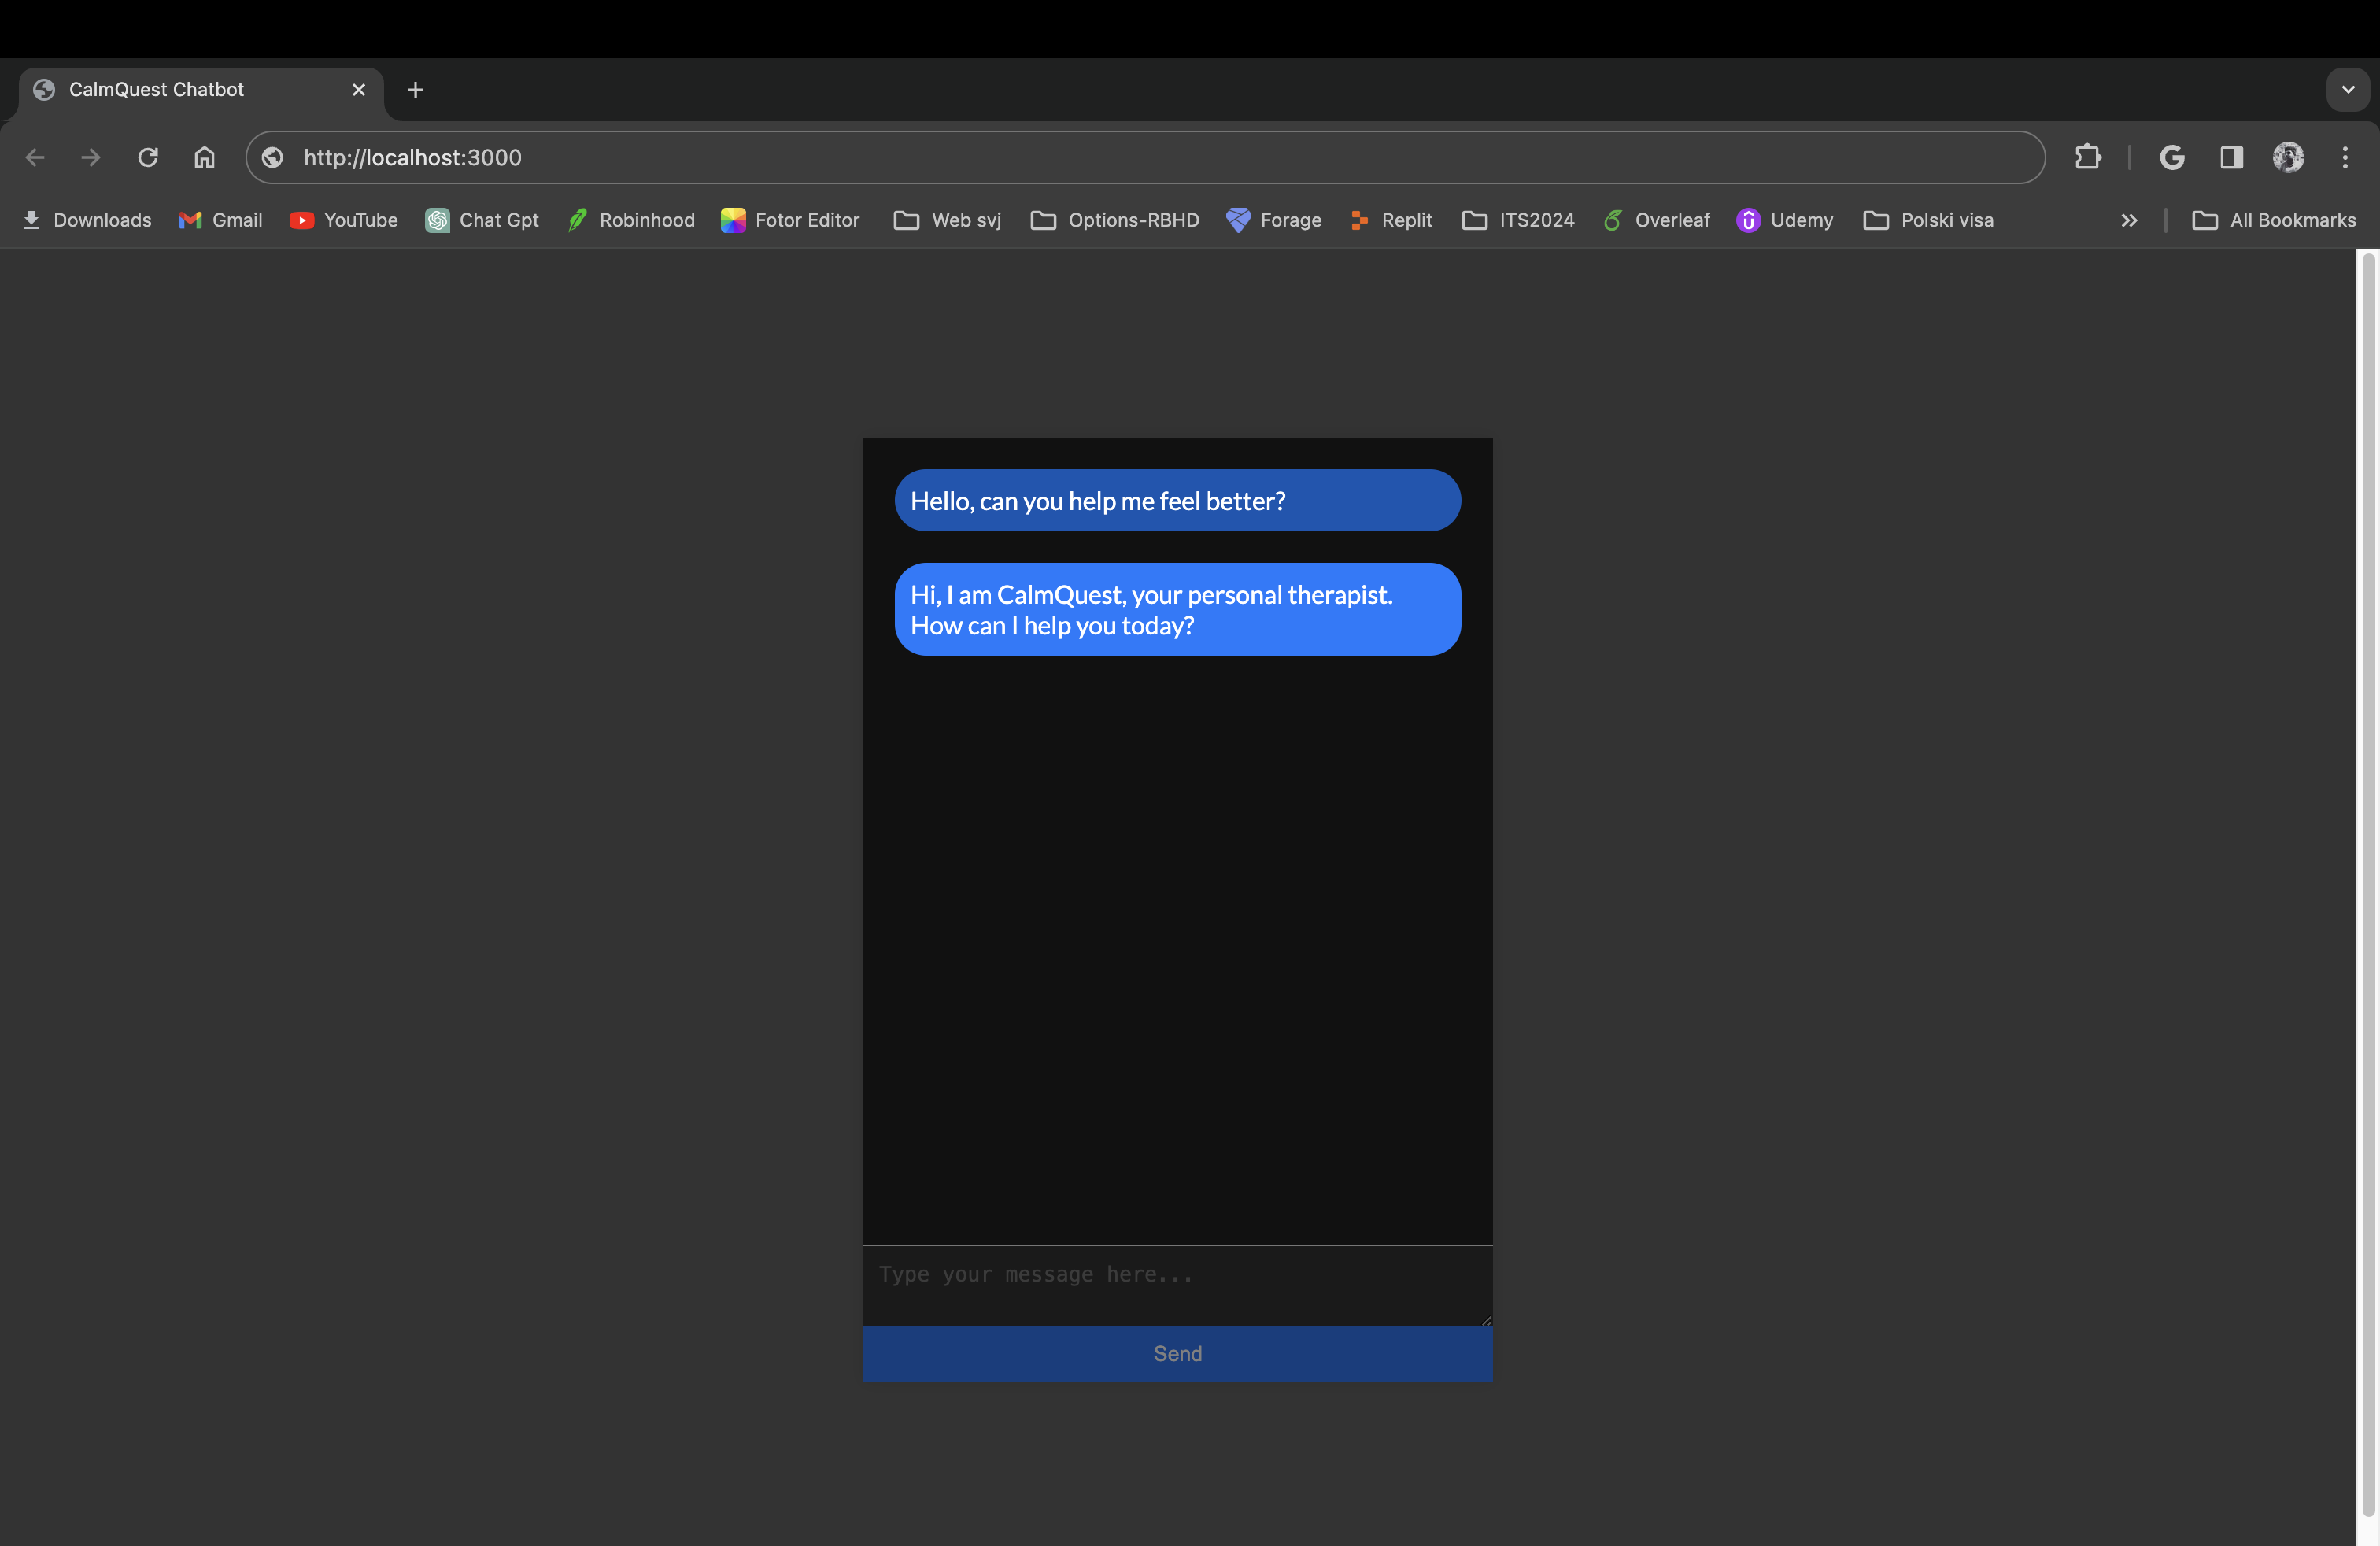 CalmQuest Chatbot
http://localhost:3000
Downloads Gmail YouTube Chat Gpt Robinhood Fotor Editor Web svj Options-RBHD Forage Replit ITS2024 Overleaf Udemy Polski visa All Bookmarks
Hello, can you help me feel better?
Hi, I am CalmQuest, your personal therapist.
How can I help you today?
Type your message here...
Send